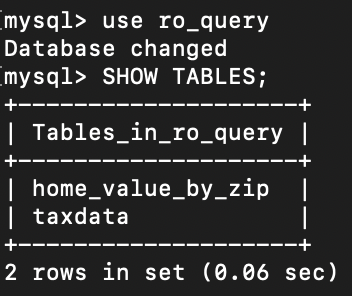 mysql> use ro_query
Database changed
mysql> SHOW TABLES;
+--------------------+
| Tables_in_ro_query |
+--------------------+
| home_value_by_zip  |
| taxdata            |
+--------------------+
2 rows in set (0.06 sec)